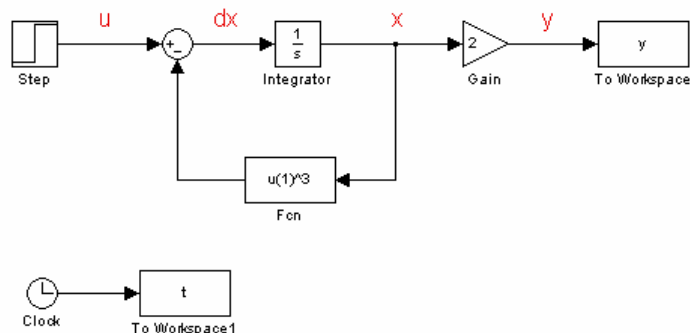 u dx x y
+
−
1
s
2
y
Step Integrator Gain To Workspace
u(1)^3
Fcn
t
Clock
To Workspace1